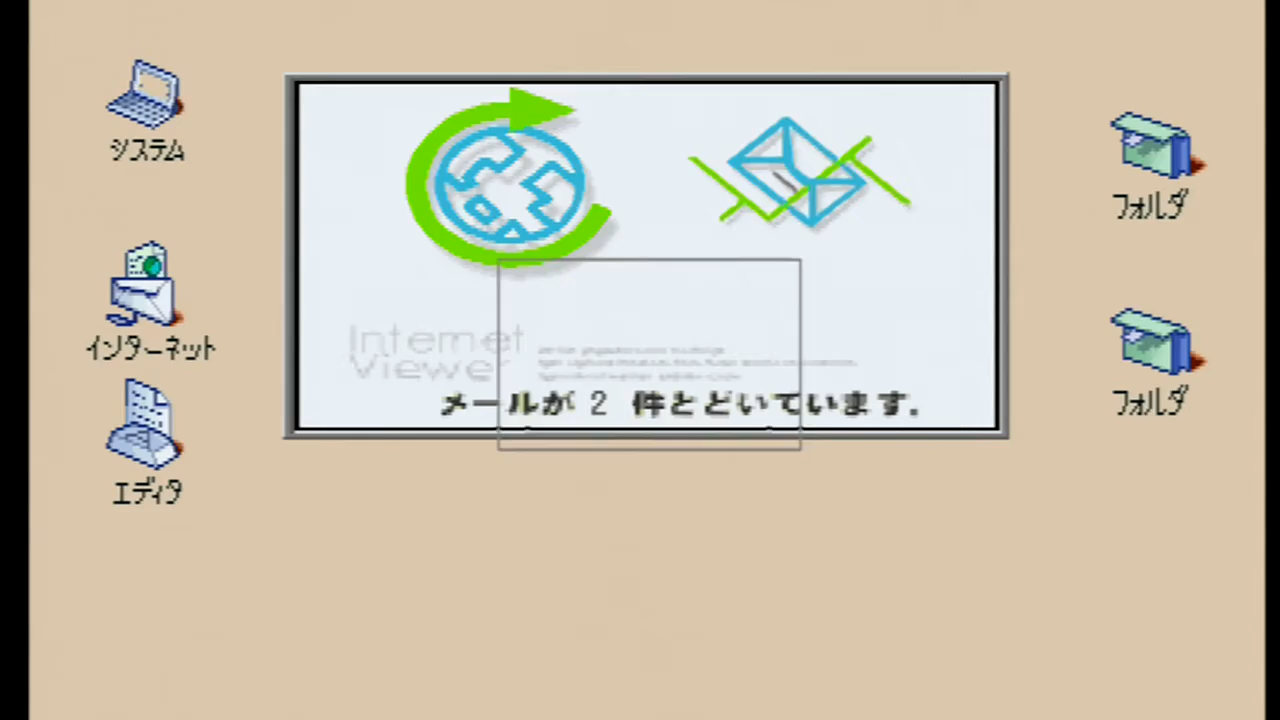 システム
インターネット
エディタ
Internet
Viewer
メールが 2 件とどいています.
フォルダ
フォルダ